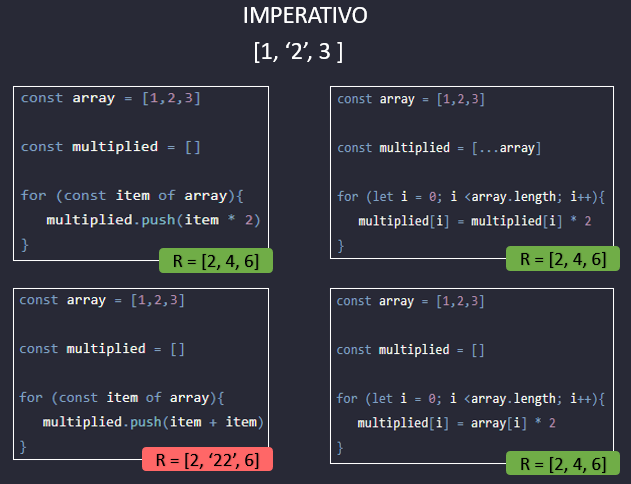 IMPERATIVO
[1, ‘2’, 3 ]
const array = [1,2,3]
const multiplied = []
for (const item of array){
multiplied.push(item * 2)
}
R = [2, 4, 6]
const array = [1,2,3]
const multiplied = [...array]
for (let i = 0; i <array.length; i++){
multiplied[i] = multiplied[i] * 2
}
R = [2, 4, 6]
const array = [1,2,3]
const multiplied = []
for (const item of array){
multiplied.push(item + item)
}
R = [2, ‘22’, 6]
const array = [1,2,3]
const multiplied = []
for (let i = 0; i <array.length; i++){
multiplied[i] = array[i] * 2
}
R = [2, 4, 6]